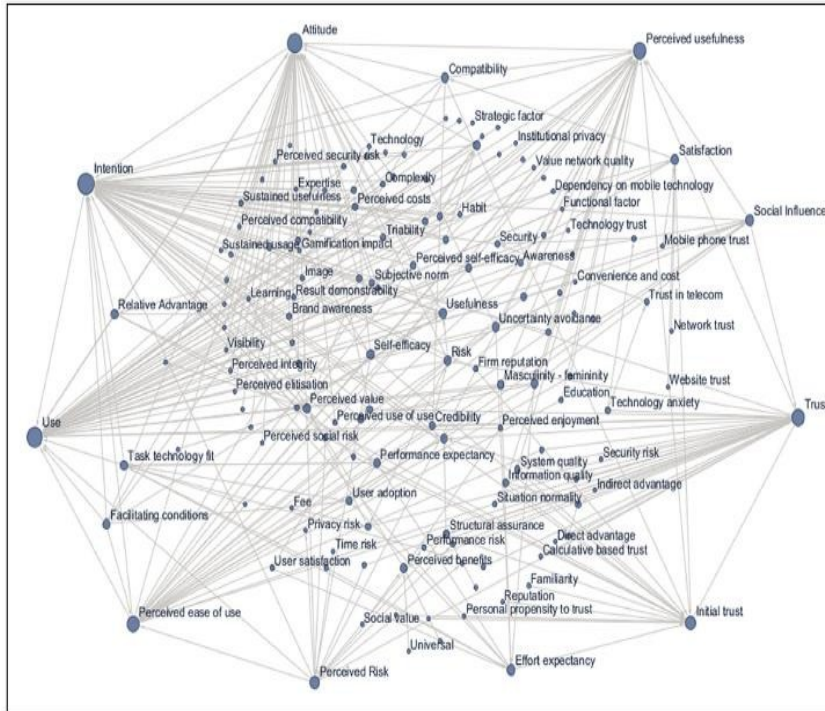 Attitude
Perceived usefulness
Compatibility
Strategic factor
Technology
Institutional privacy
Satisfaction
Perceived security risk
Value network quality
Intention
Expertise
Complexity
Dependency on mobile technology
Sustained usefulness
Perceived costs
Functional factor
Habit
Social Influence
Perceived compatibility
Triability
Technology trust
Sustained usage
Gamification impact
Security
Mobile phone trust
Perceived self-efficacy
Awareness
Image
Subjective norm
Convenience and cost
Learning
Result demonstrability
Relative Advantage
Brand awareness
Usefulness
Trust in telecom
Uncertainty avoidance
Network trust
Visibility
Self-efficacy
Risk
Perceived integrity
Firm reputation
Perceived elitisation
Masculinity - femininity
Website trust
Education
Perceived value
Technology anxiety
Use
Perceived use of use
Credibility
Perceived enjoyment
Trust
Perceived social risk
Task technology fit
Performance expectancy
System quality
Security risk
Information quality
Indirect advantage
User adoption
Situation normality
Fee
Facilitating conditions
Privacy risk
Structural assurance
Direct advantage
Time risk
Performance risk
Calculative based trust
User satisfaction
Perceived benefits
Familiarity
Reputation
Perceived ease of use
Social value
Personal propensity to trust
Initial trust
Universal
Effort expectancy
Perceived Risk